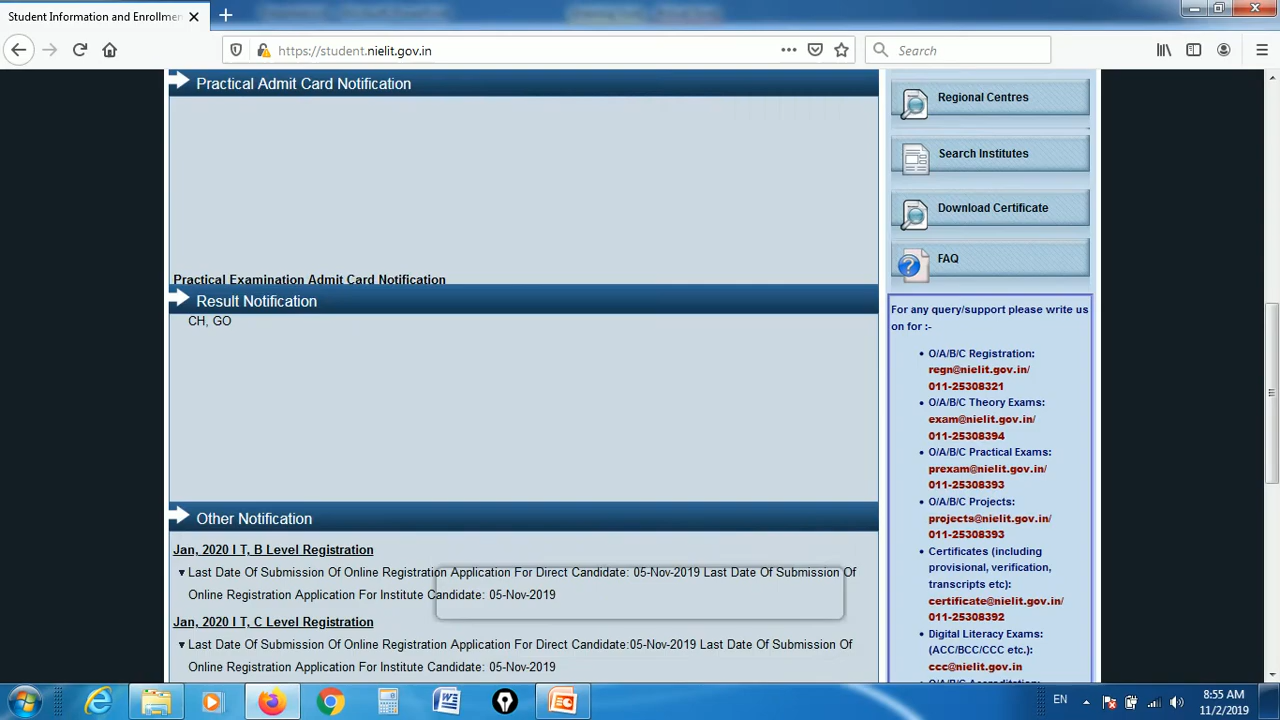 Student Information and Enrollmen
https://student.nielit.gov.in
Search
Practical Admit Card Notification
Practical Examination Admit Card Notification
Result Notification
CH, GO
Other Notification
Jan, 2020 I T, B Level Registration
Last Date Of Submission Of Online Registration Application For Direct Candidate: 05-Nov-2019 Last Date Of Submission Of
Online Registration Application For Institute Candidate: 05-Nov-2019
Jan, 2020 I T, C Level Registration
Last Date Of Submission Of Online Registration Application For Direct Candidate:05-Nov-2019 Last Date Of Submission Of
Online Registration Application For Institute Candidate: 05-Nov-2019
Regional Centres
Search Institutes
Download Certificate
FAQ
For any query/support please write us
on for :-
O/A/B/C Registration:
regn@nielit.gov.in/
011-25308321
O/A/B/C Theory Exams:
exam@nielit.gov.in/
011-25308394
O/A/B/C Practical Exams:
prexam@nielit.gov.in/
011-25308393
O/A/B/C Projects:
projects@nielit.gov.in/
011-25308393
Certificates (including
provisional, verification,
transcripts etc):
certificate@nielit.gov.in/
011-25308392
Digital Literacy Exams:
(ACC/BCC/CCC etc.):
ccc@nielit.gov.in
O/A/B/C Accreditation:
EN
8:55 AM
11/2/2019